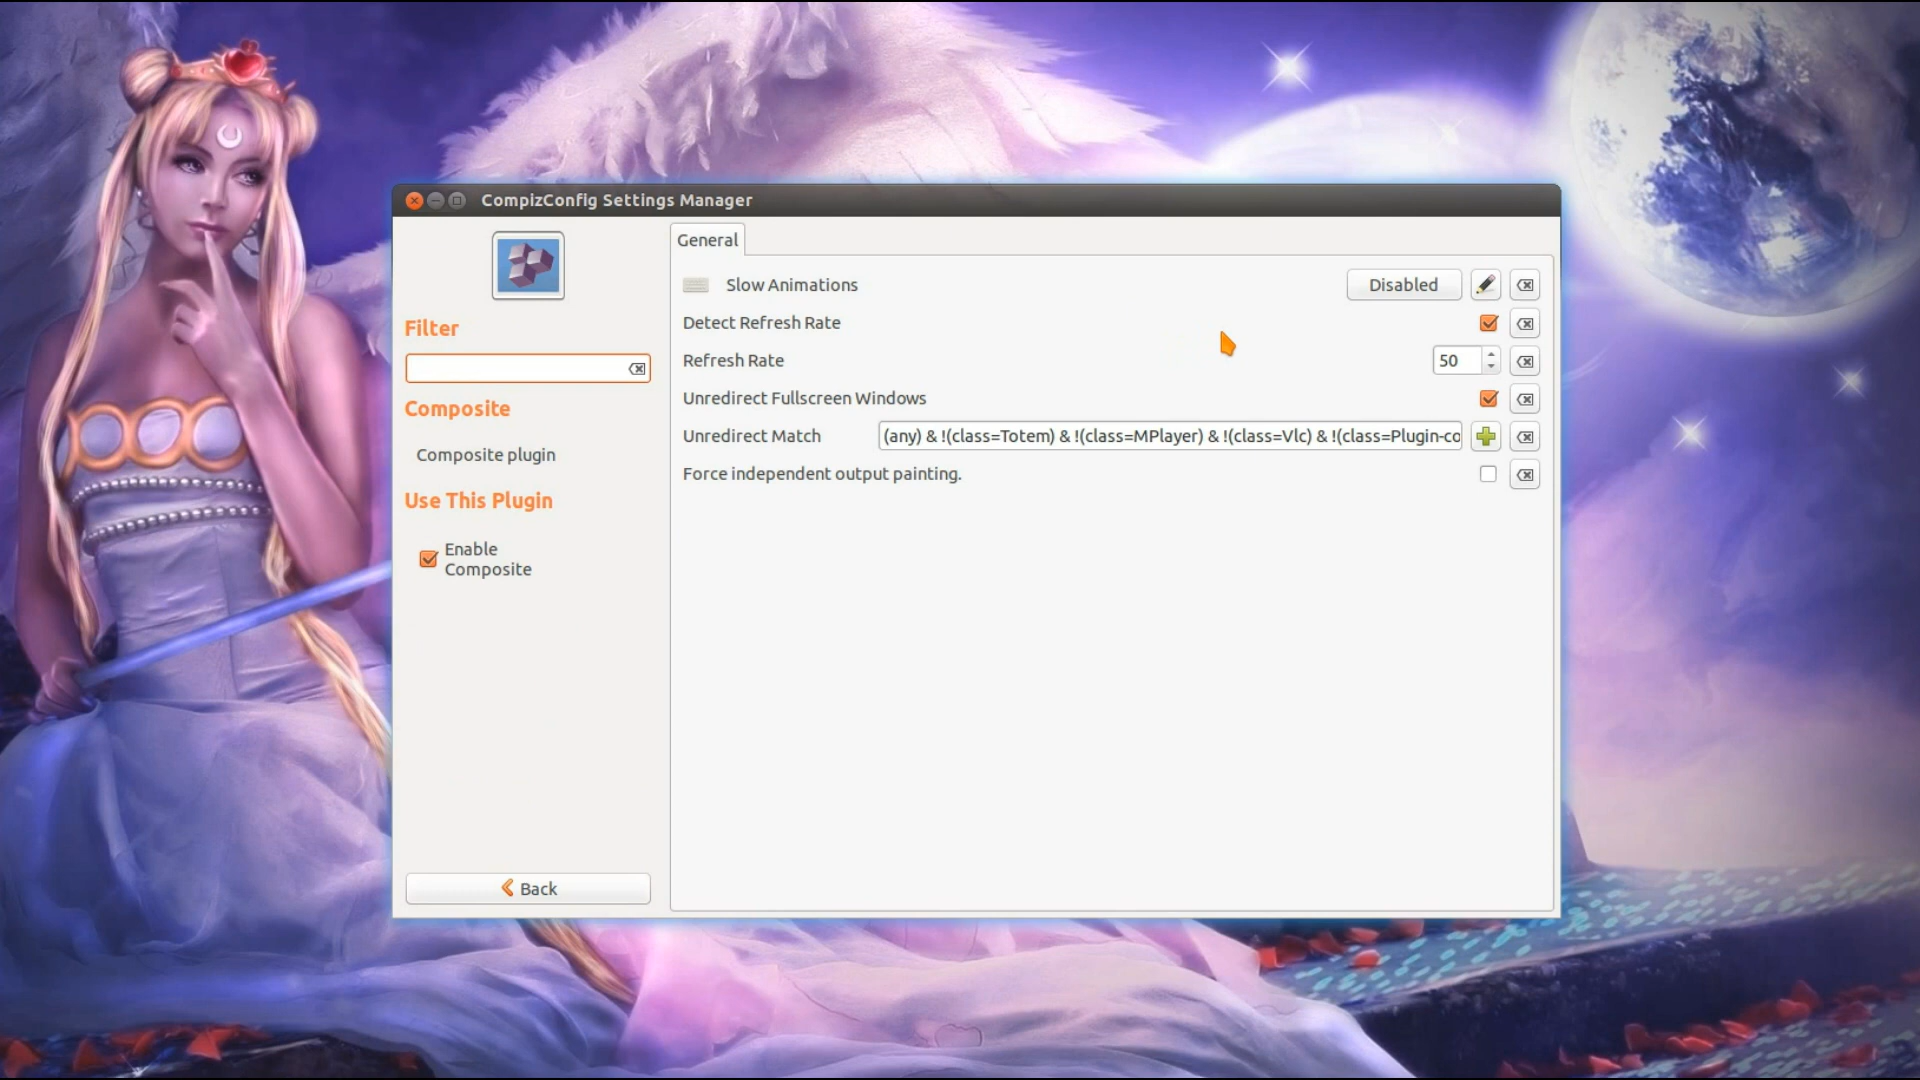 CompizConfig Settings Manager
General
Filter
Composite
Composite plugin
Use This Plugin
Enable
Composite
Back
Slow Animations
Disabled
Detect Refresh Rate
Refresh Rate
50
Unredirect Fullscreen Windows
Unredirect Match
(any) & !(class=Totem) & !(class=MPlayer) & !(class=Vlc) & !(class=Plugin-co
Force independent output painting.